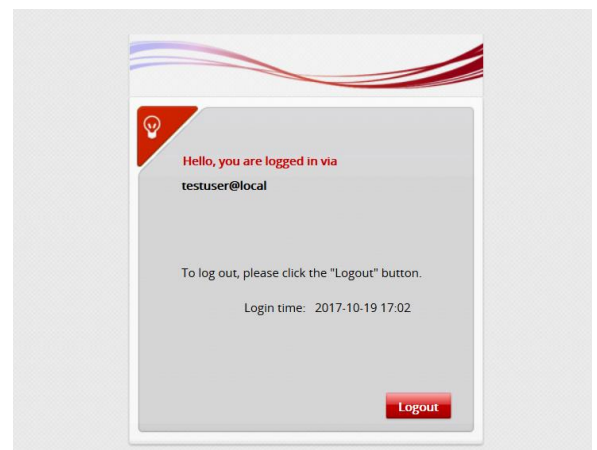 Hello, you are logged in via
testuser@local
To log out, please click the "Logout" button.
Login time: 2017-10-19 17:02
Logout